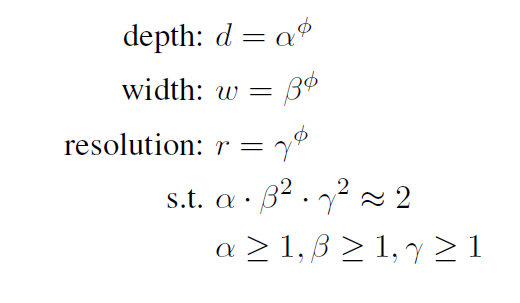 depth: d = α^ϕ
width: w = β^ϕ
resolution: r = γ^ϕ
s.t. α · β² · γ² ≈ 2
α ≥ 1, β ≥ 1, γ ≥ 1